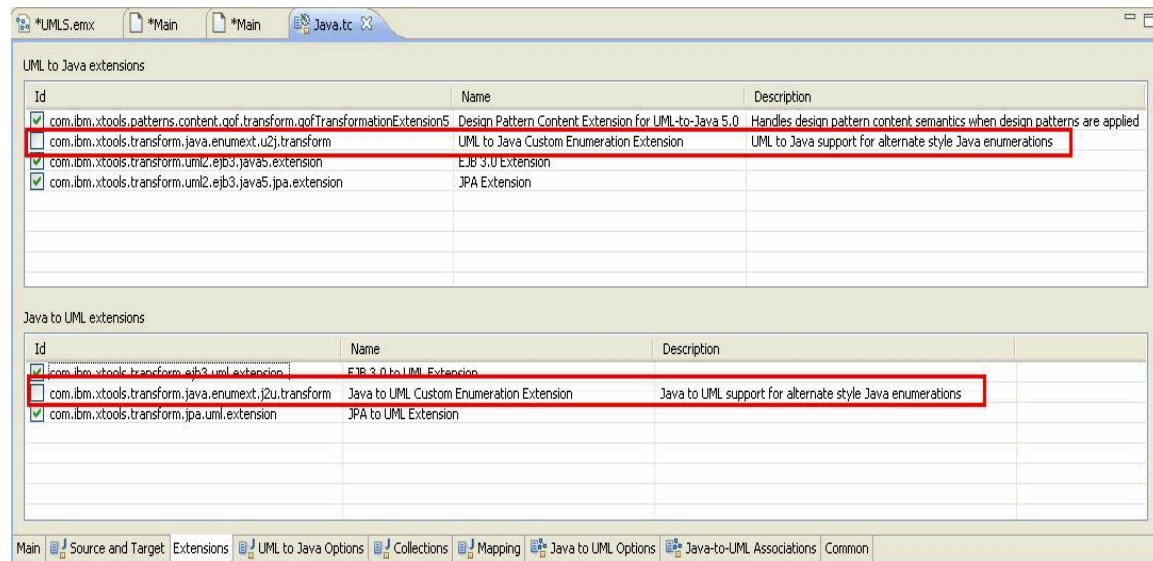 *UMLS.emx *Main *Main Java.tc
UML to Java extensions
Id Name Description
com.ibm.xtools.patterns.content.gof.transform.gofTransformationExtension5 Design Pattern Content Extension for UML-to-Java 5.0 Handles design pattern content semantics when design patterns are applied
com.ibm.xtools.transform.java.enumext.u2j.transform UML to Java Custom Enumeration Extension UML to Java support for alternate style Java enumerations
com.ibm.xtools.transform.uml2.ejb3.java5.extension EJB 3.0 Extension
com.ibm.xtools.transform.uml2.ejb3.java5.jpa.extension JPA Extension
Java to UML extensions
Id Name Description
com.ibm.xtools.transform.ejb3.uml.extension EJB 3.0 to UML Extension
com.ibm.xtools.transform.java.enumext.j2u.transform Java to UML Custom Enumeration Extension Java to UML support for alternate style Java enumerations
com.ibm.xtools.transform.jpa.uml.extension JPA to UML Extension
Main Source and Target Extensions UML to Java Options Collections Mapping Java to UML Options Java-to-UML Associations Common